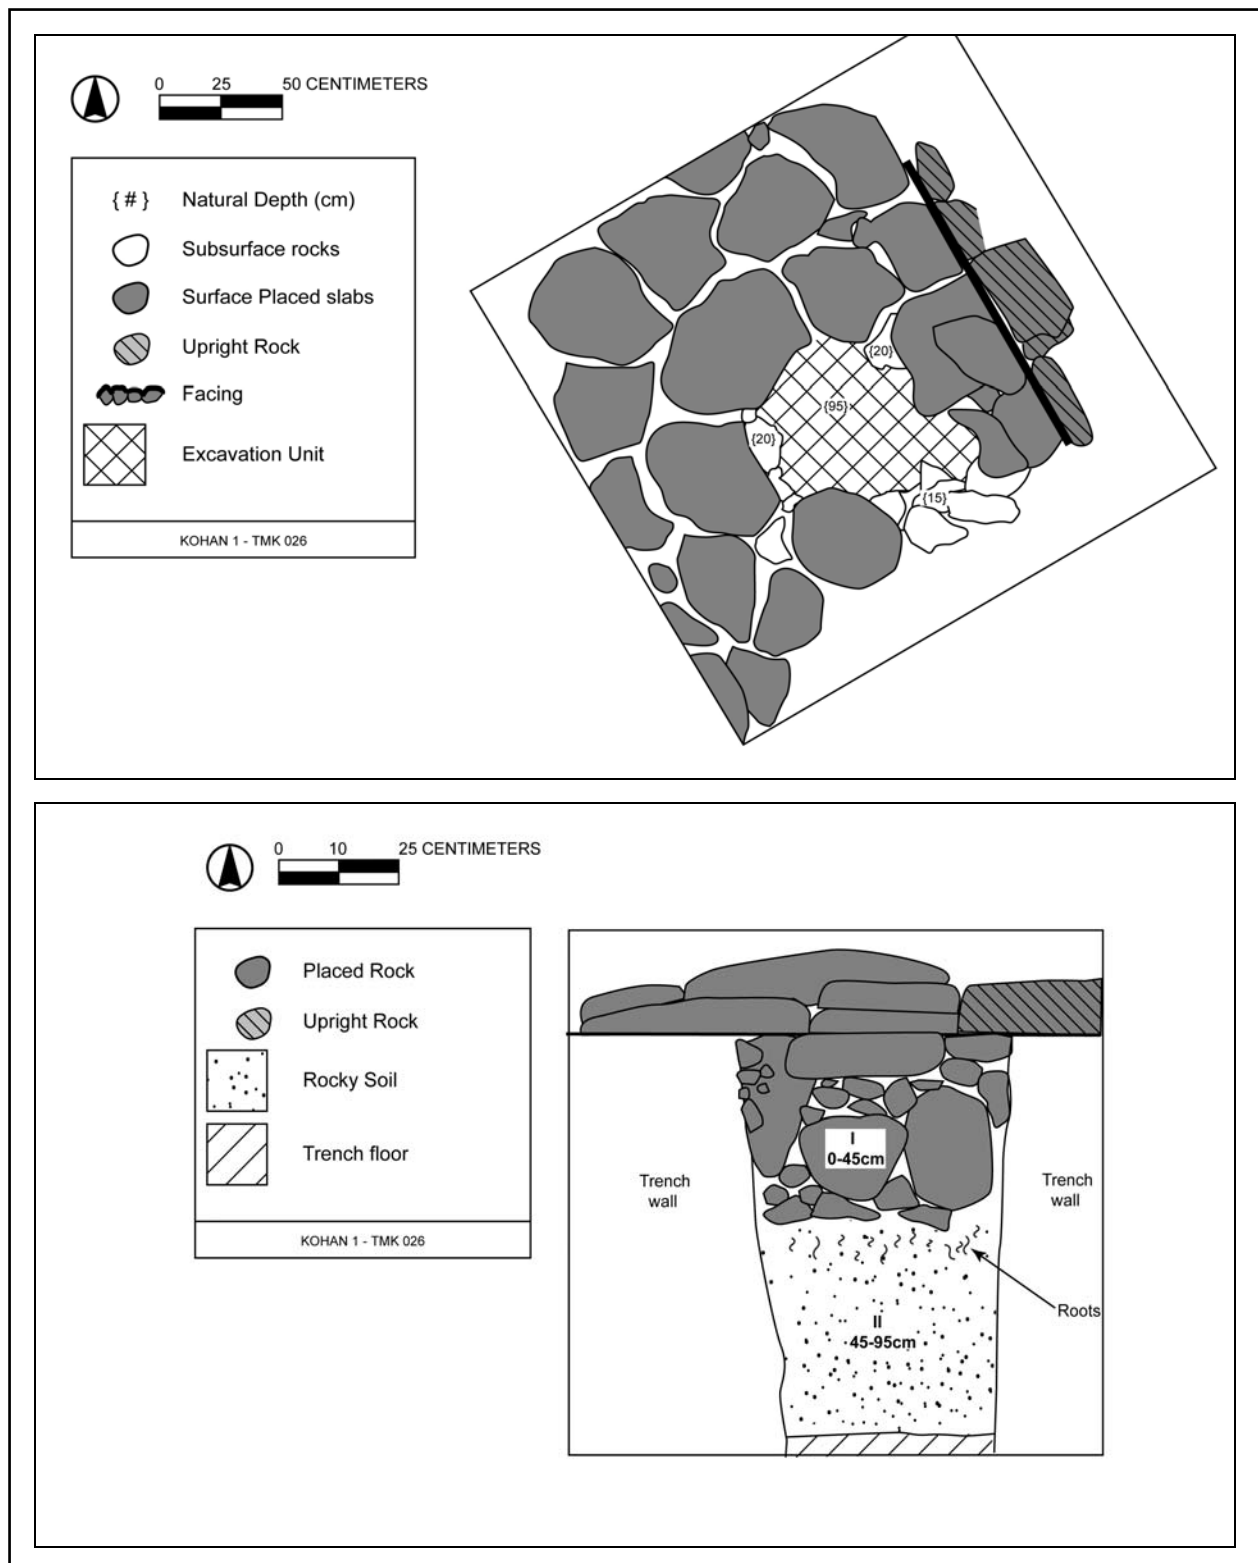 0 25 50 CENTIMETERS
{ # } Natural Depth (cm)
Subsurface rocks
Surface Placed slabs
Upright Rock
Facing
Excavation Unit
KOHAN 1 - TMK 026
{20}
{95}
{20}
{15}
0 10 25 CENTIMETERS
Placed Rock
Upright Rock
Rocky Soil
Trench floor
KOHAN 1 - TMK 026
I
0-45cm
Trench
wall
Trench
wall
Roots
II
45-95cm